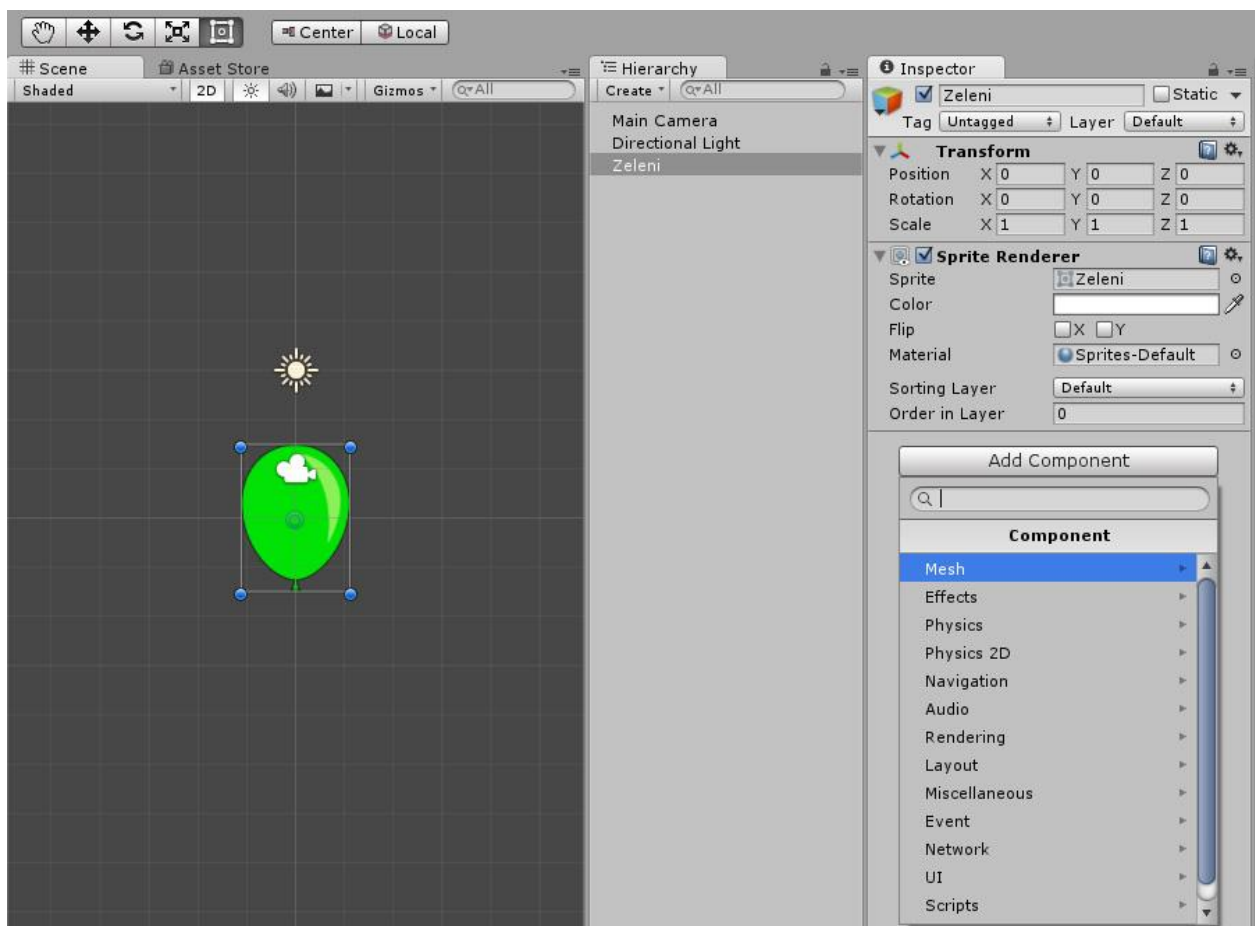 Center Local
Scene Asset Store
Shaded 2D Gizmos All
Hierarchy
Create All
Main Camera
Directional Light
Zeleni
Inspector
Zeleni Static
Tag Untagged Layer Default
Transform
Position X 0 Y 0 Z 0
Rotation X 0 Y 0 Z 0
Scale X 1 Y 1 Z 1
Sprite Renderer
Sprite Zeleni
Color
Flip X Y
Material Sprites-Default
Sorting Layer Default
Order in Layer 0
Add Component
Component
Mesh
Effects
Physics
Physics 2D
Navigation
Audio
Rendering
Layout
Miscellaneous
Event
Network
UI
Scripts